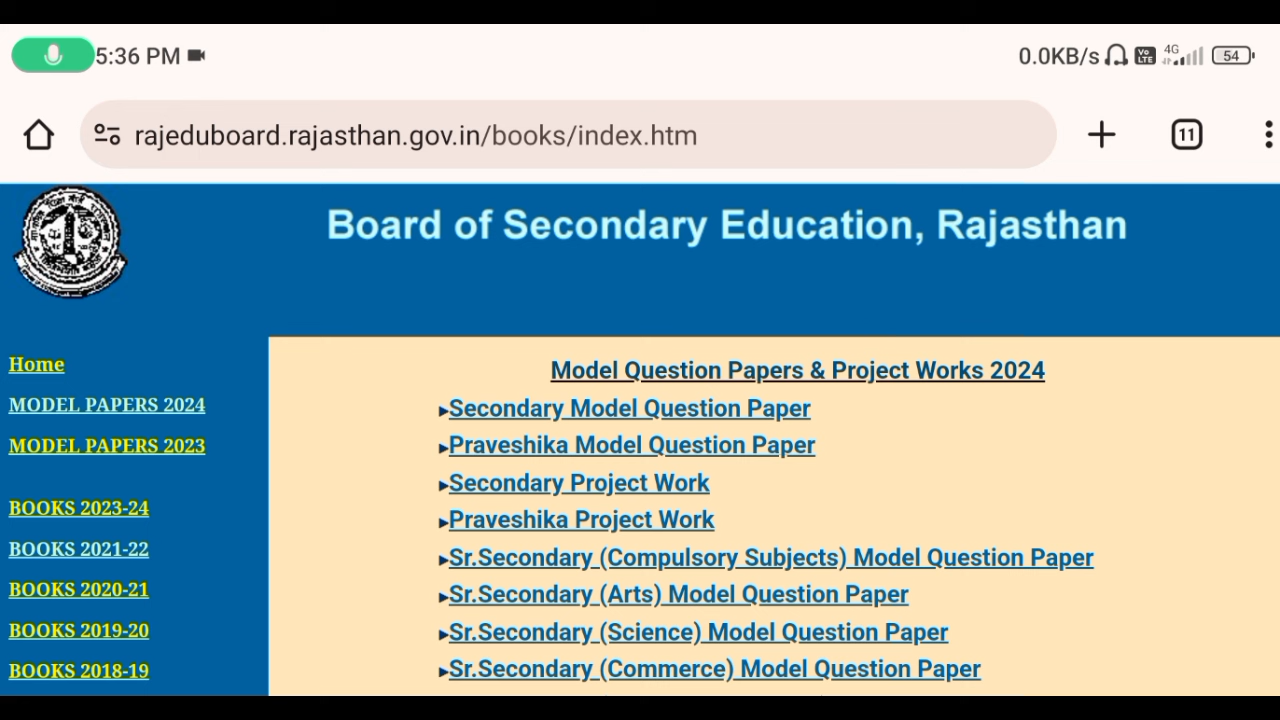 5:36 PM
0.0KB/s Vo LTE 4G 54
rajeduboard.rajasthan.gov.in/books/index.htm
11
Board of Secondary Education, Rajasthan
Home
MODEL PAPERS 2024
MODEL PAPERS 2023
BOOKS 2023-24
BOOKS 2021-22
BOOKS 2020-21
BOOKS 2019-20
BOOKS 2018-19
Model Question Papers & Project Works 2024
▸Secondary Model Question Paper
▸Praveshika Model Question Paper
▸Secondary Project Work
▸Praveshika Project Work
▸Sr.Secondary (Compulsory Subjects) Model Question Paper
▸Sr.Secondary (Arts) Model Question Paper
▸Sr.Secondary (Science) Model Question Paper
▸Sr.Secondary (Commerce) Model Question Paper